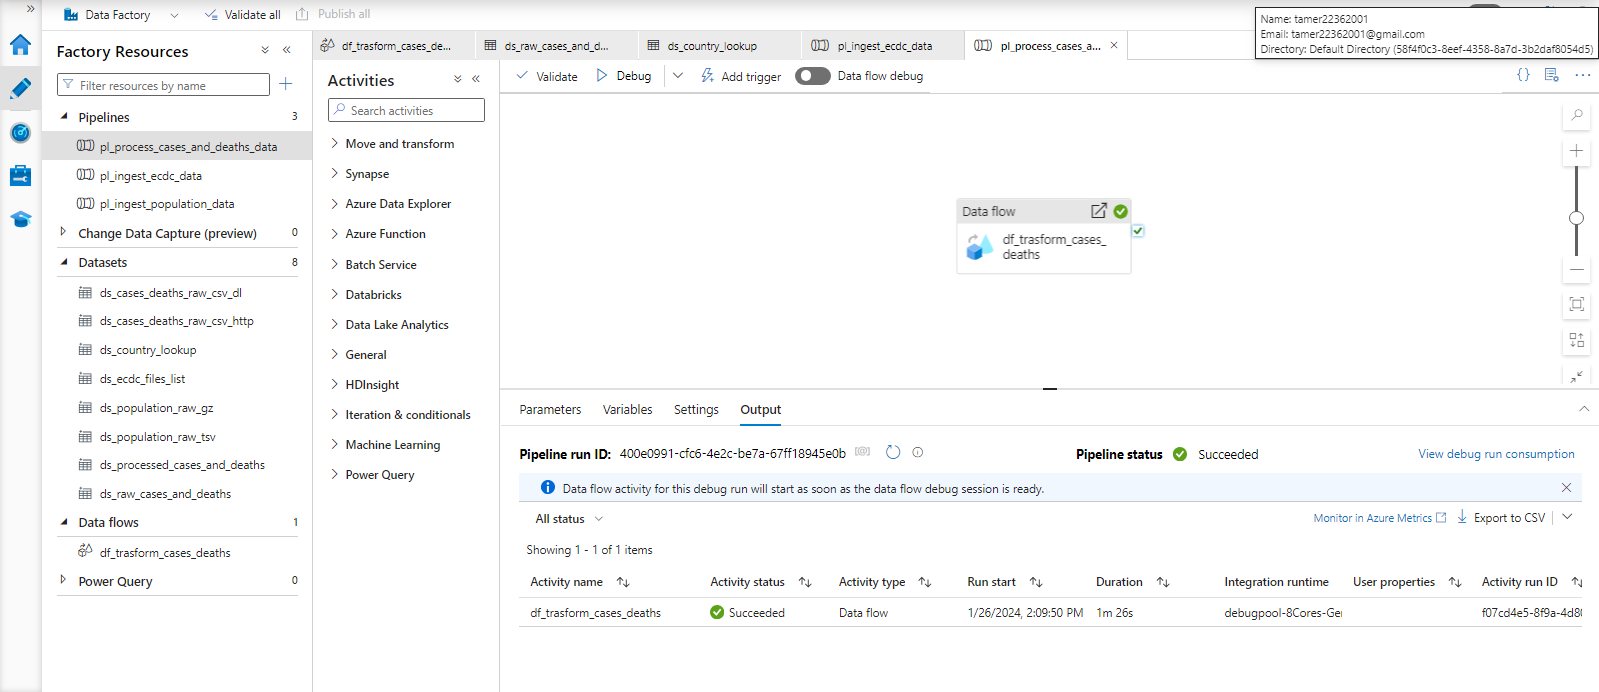 Data Factory
Validate all
Publish all
Name: tamer22362001
Email: tamer22362001@gmail.com
Directory: Default Directory (58f4f0c3-8eef-4358-8a7d-3b2daf8054d5)
Factory Resources
Filter resources by name
Pipelines 3
pl_process_cases_and_deaths_data
pl_ingest_ecdc_data
pl_ingest_population_data
Change Data Capture (preview) 0
Datasets 8
ds_cases_deaths_raw_csv_dl
ds_cases_deaths_raw_csv_http
ds_country_lookup
ds_ecdc_files_list
ds_population_raw_gz
ds_population_raw_tsv
ds_processed_cases_and_deaths
ds_raw_cases_and_deaths
Data flows 1
df_trasform_cases_deaths
Power Query 0
df_trasform_cases_de...
ds_raw_cases_and_d...
ds_country_lookup
pl_ingest_ecdc_data
pl_process_cases_a...
Activities
Search activities
Move and transform
Synapse
Azure Data Explorer
Azure Function
Batch Service
Databricks
Data Lake Analytics
General
HDInsight
Iteration & conditionals
Machine Learning
Power Query
Validate
Debug
Add trigger
Data flow debug
Data flow
df_trasform_cases_
deaths
Parameters
Variables
Settings
Output
Pipeline run ID: 400e0991-cfc6-4e2c-be7a-67ff18945e0b
Pipeline status Succeeded
View debug run consumption
Data flow activity for this debug run will start as soon as the data flow debug session is ready.
All status
Monitor in Azure Metrics
Export to CSV
Showing 1 - 1 of 1 items
Activity name Activity status Activity type Run start Duration Integration runtime User properties Activity run ID
df_trasform_cases_deaths Succeeded Data flow 1/26/2024, 2:09:50 PM 1m 26s debugpool-8Cores-Ge f07cd4e5-8f9a-4d8